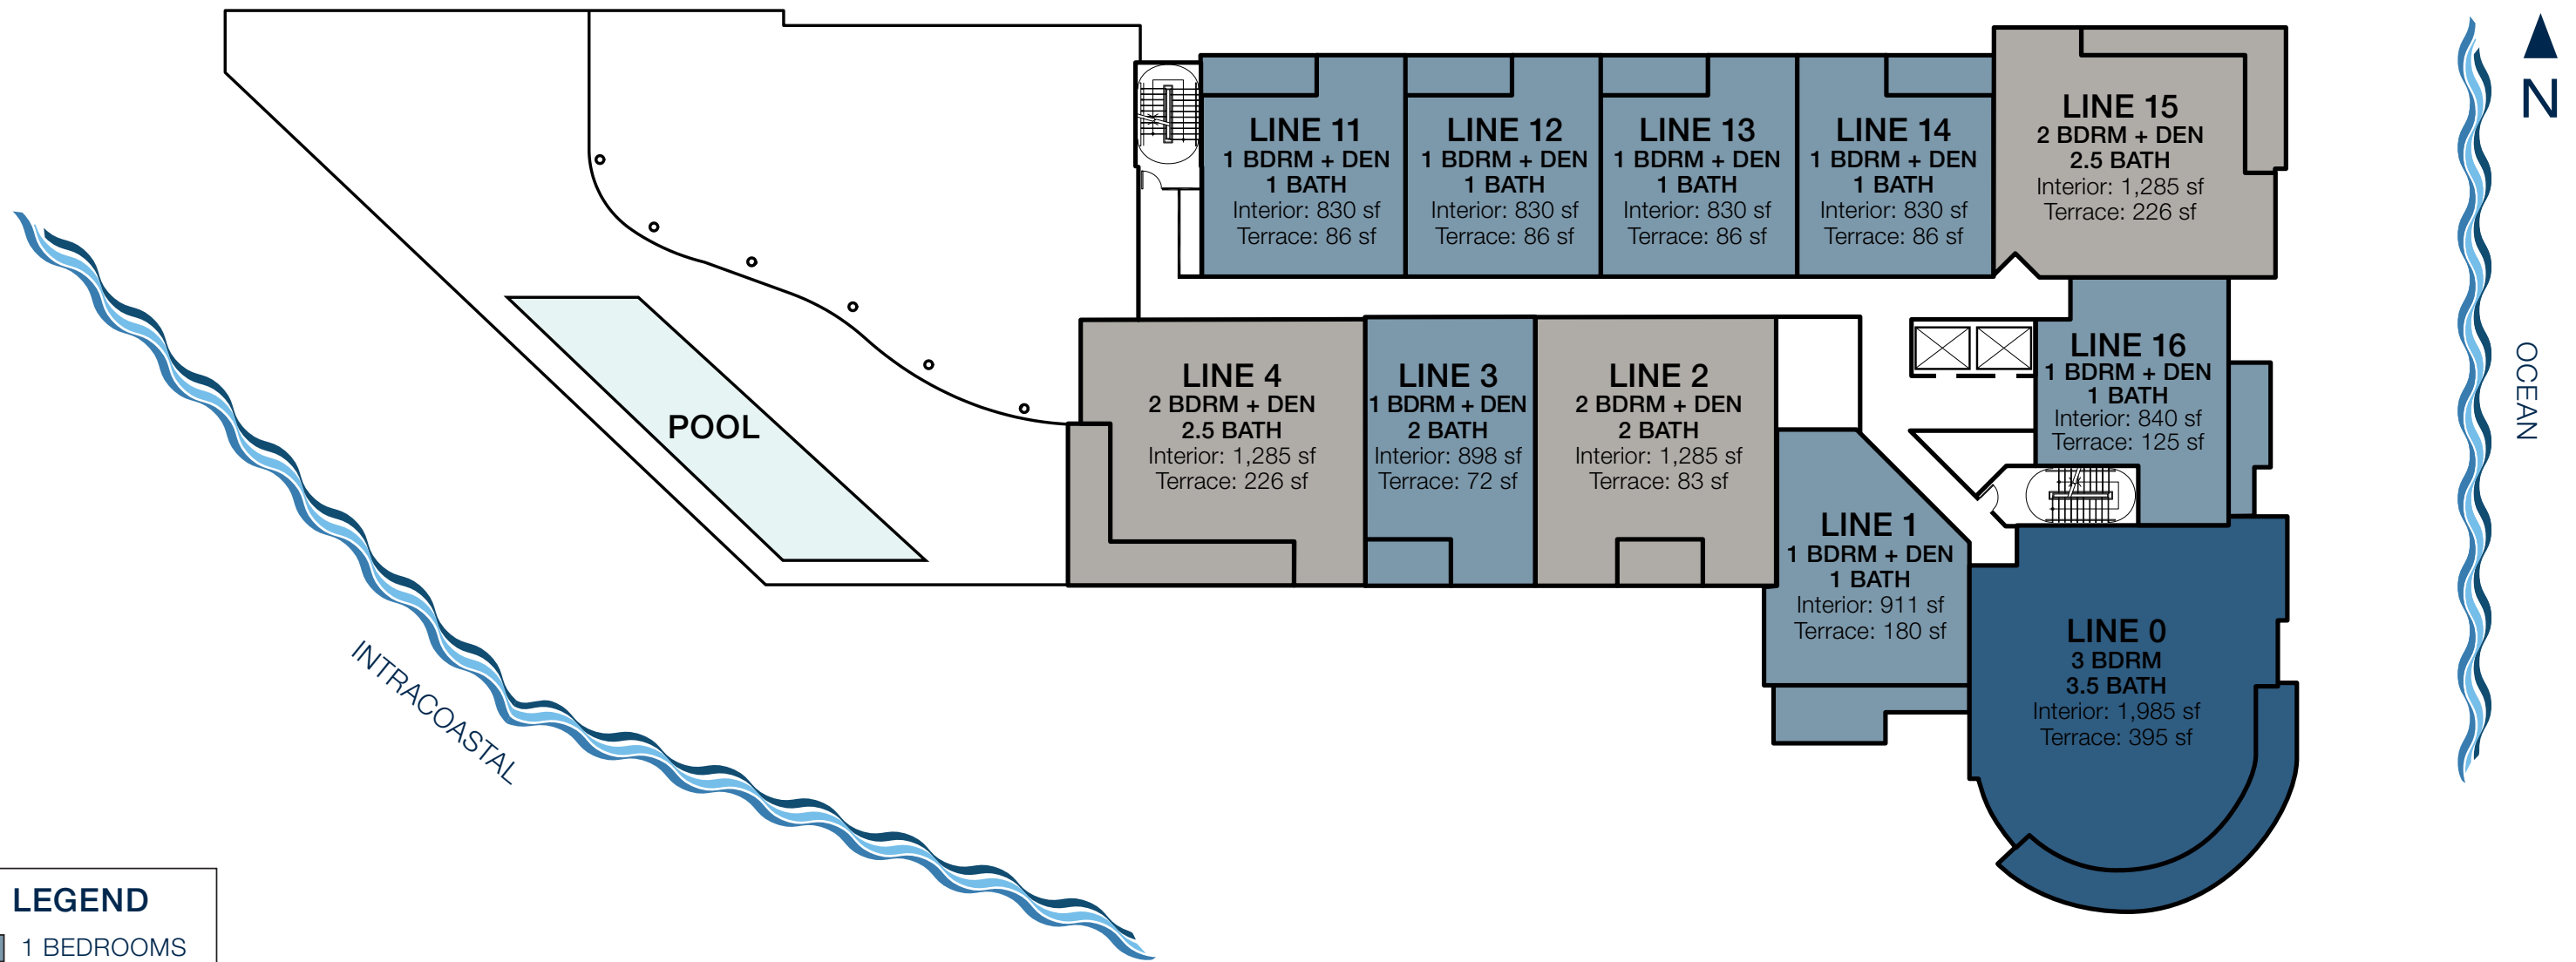 N
LINE 11
1 BDRM + DEN
1 BATH
Interior: 830 sf
Terrace: 86 sf
LINE 12
1 BDRM + DEN
1 BATH
Interior: 830 sf
Terrace: 86 sf
LINE 13
1 BDRM + DEN
1 BATH
Interior: 830 sf
Terrace: 86 sf
LINE 14
1 BDRM + DEN
1 BATH
Interior: 830 sf
Terrace: 86 sf
LINE 15
2 BDRM + DEN
2.5 BATH
Interior: 1,285 sf
Terrace: 226 sf
OCEAN
POOL
LINE 4
2 BDRM + DEN
2.5 BATH
Interior: 1,285 sf
Terrace: 226 sf
LINE 3
1 BDRM + DEN
2 BATH
Interior: 898 sf
Terrace: 72 sf
LINE 2
2 BDRM + DEN
2 BATH
Interior: 1,285 sf
Terrace: 83 sf
LINE 16
1 BDRM + DEN
1 BATH
Interior: 840 sf
Terrace: 125 sf
LINE 1
1 BDRM + DEN
1 BATH
Interior: 911 sf
Terrace: 180 sf
LINE 0
3 BDRM
3.5 BATH
Interior: 1,985 sf
Terrace: 395 sf
INTRACOASTAL
LEGEND
1 BEDROOMS